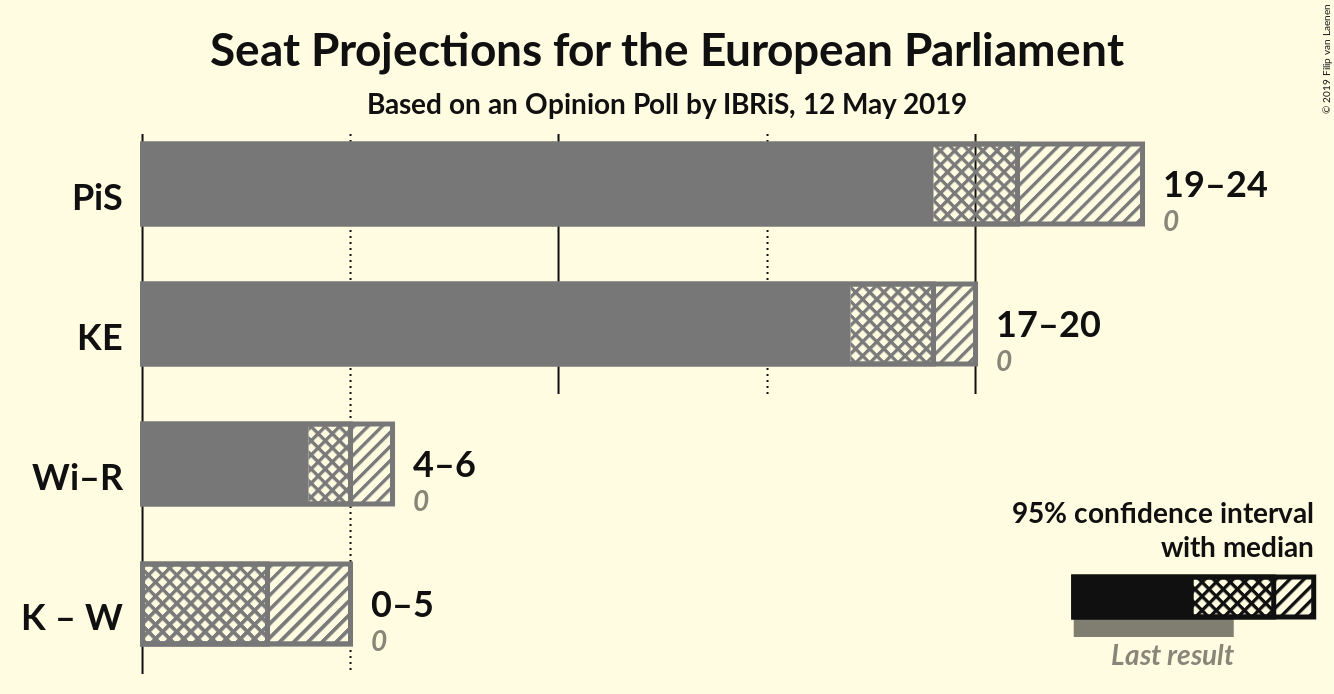 Seat Projections for the European Parliament
Based on an Opinion Poll by IBRiS, 12 May 2019
© 2019 Filip van Laenen
PiS
19–24
0
KE
17–20
0
Wi–R
4–6
0
K – W
0–5
0
95% confidence interval
with median
Last result